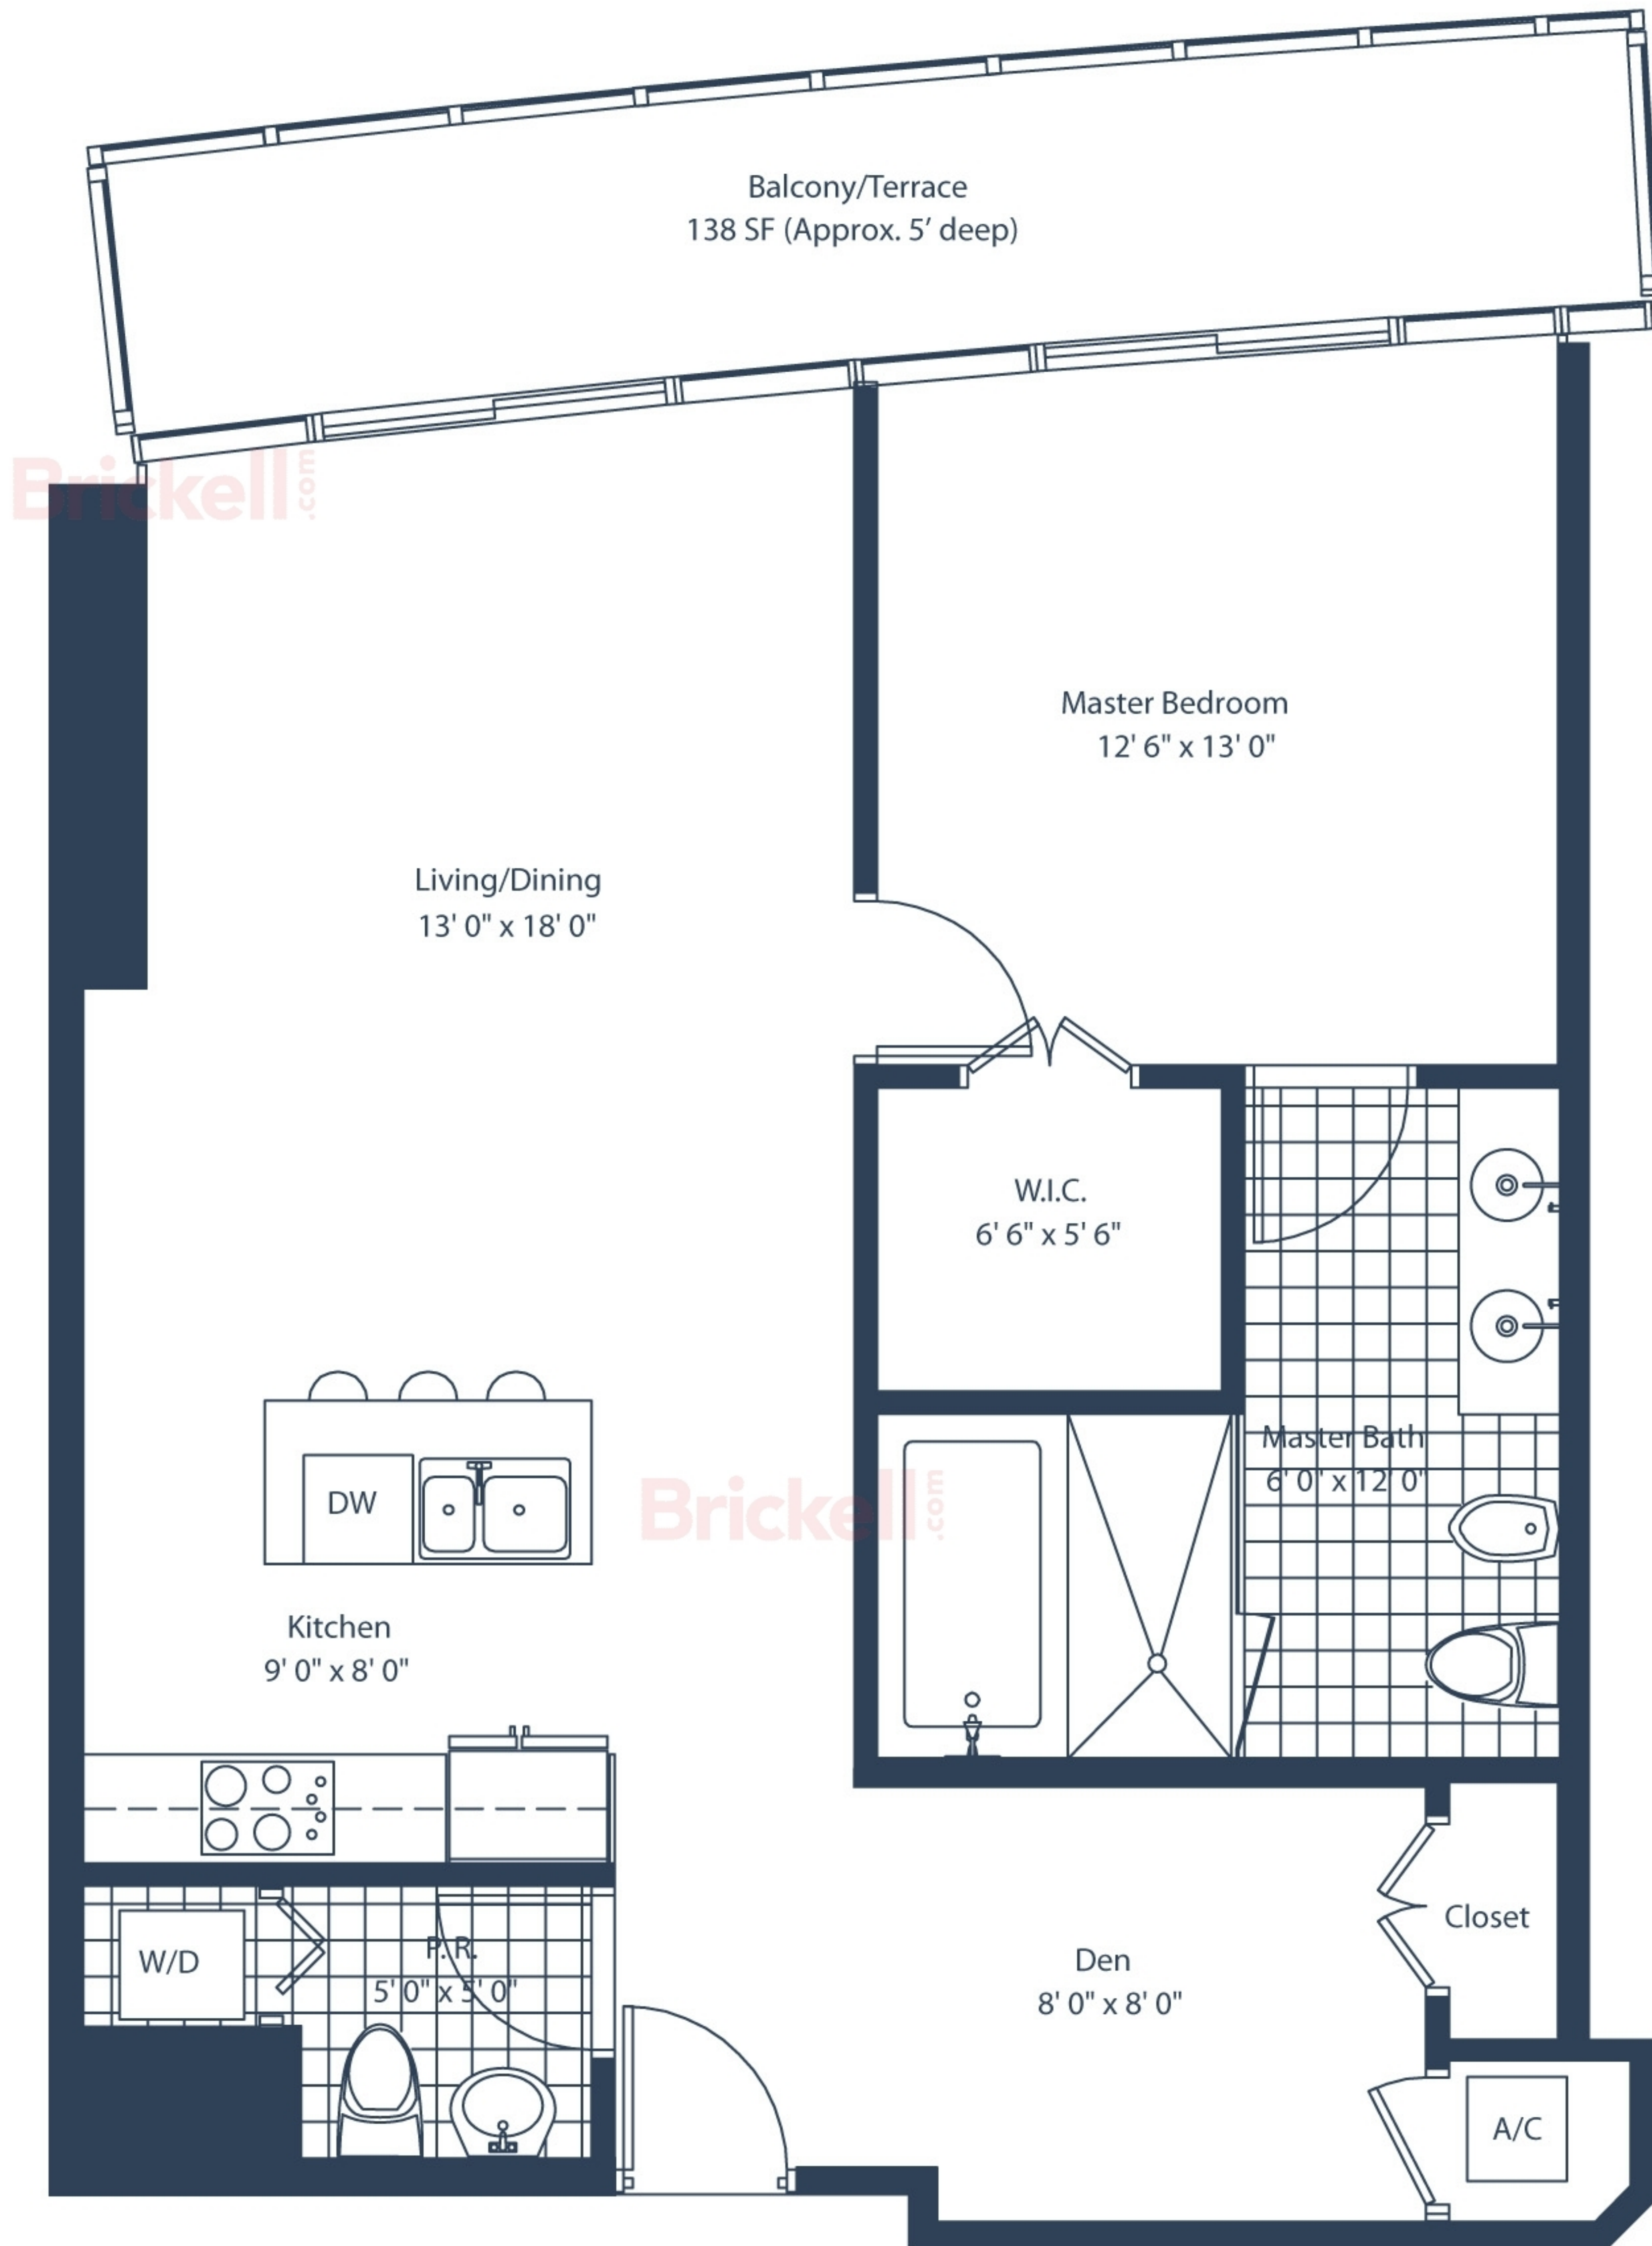 Balcony/Terrace
138 SF (Approx. 5’ deep)
Brickell.com
Master Bedroom
12' 6" x 13' 0"
Living/Dining
13' 0" x 18' 0"
W.I.C.
6' 6" x 5' 6"
Master Bath
6' 0" x 12' 0"
DW
Brickell.com
Kitchen
9' 0" x 8' 0"
Closet
W/D
P. R.
5' 0" x 5' 0"
Den
8' 0" x 8' 0"
A/C